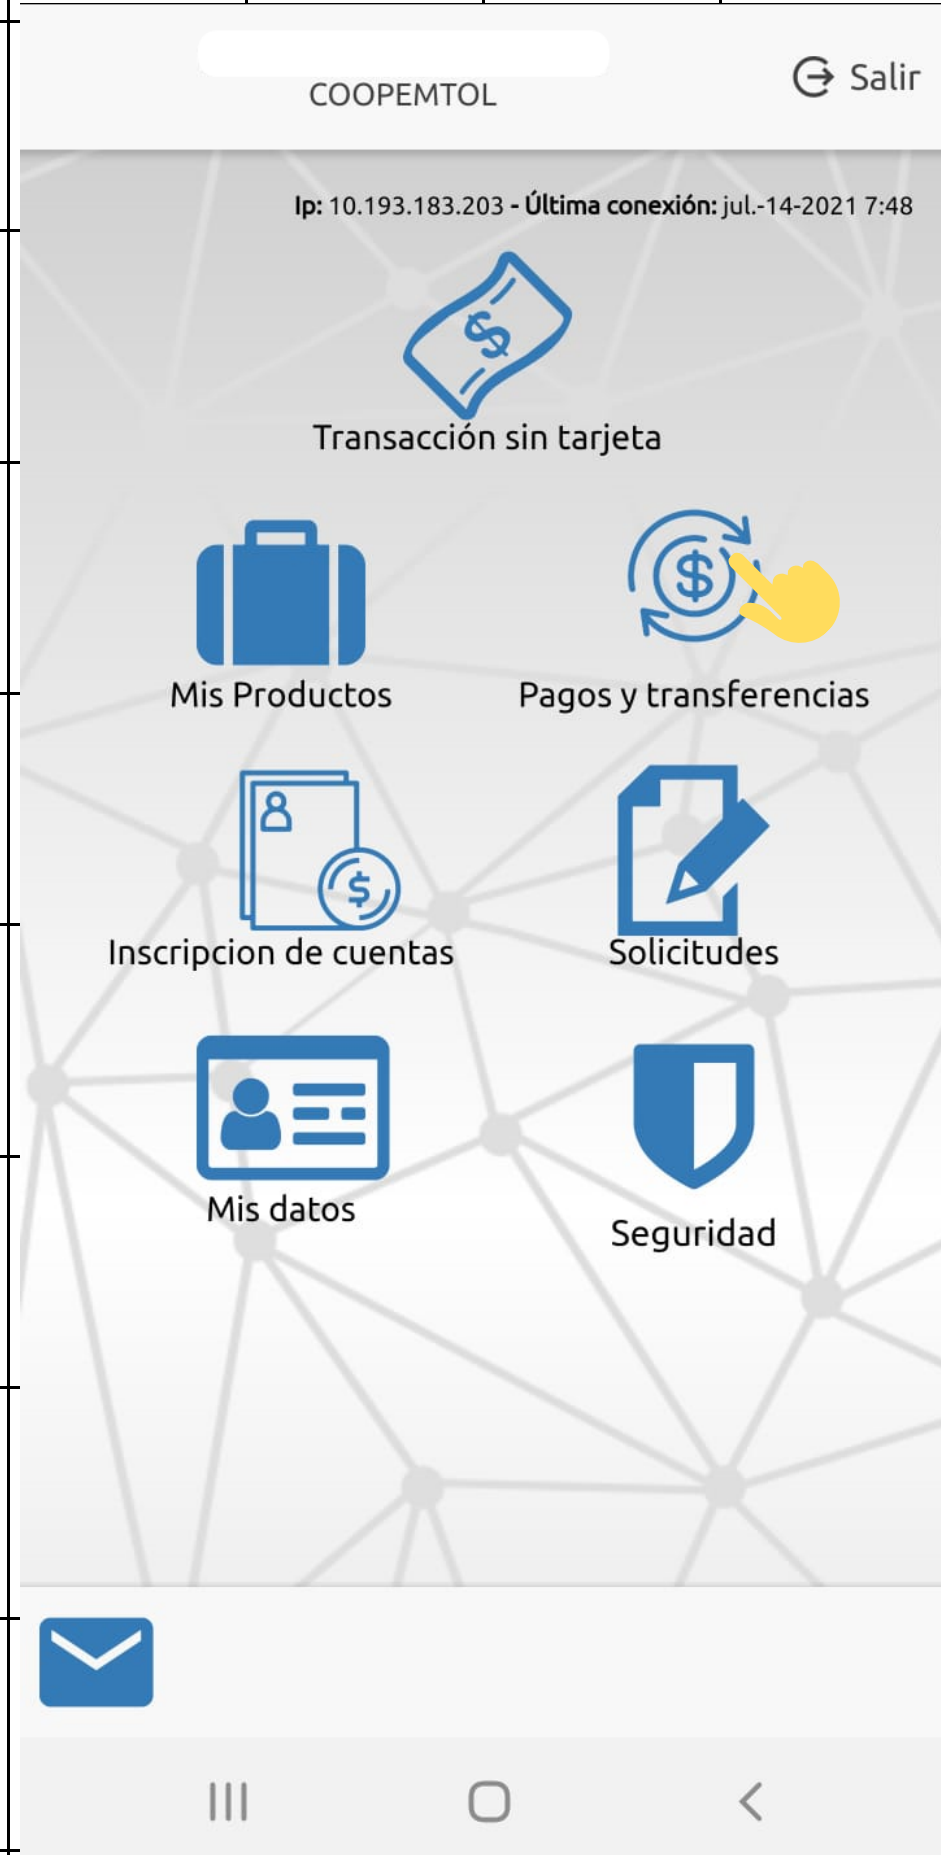 COOPEMTOL
Salir
Ip: 10.193.183.203 - Última conexión: jul.-14-2021 7:48
Transacción sin tarjeta
Mis Productos
Pagos y transferencias
Inscripcion de cuentas
Solicitudes
Mis datos
Seguridad